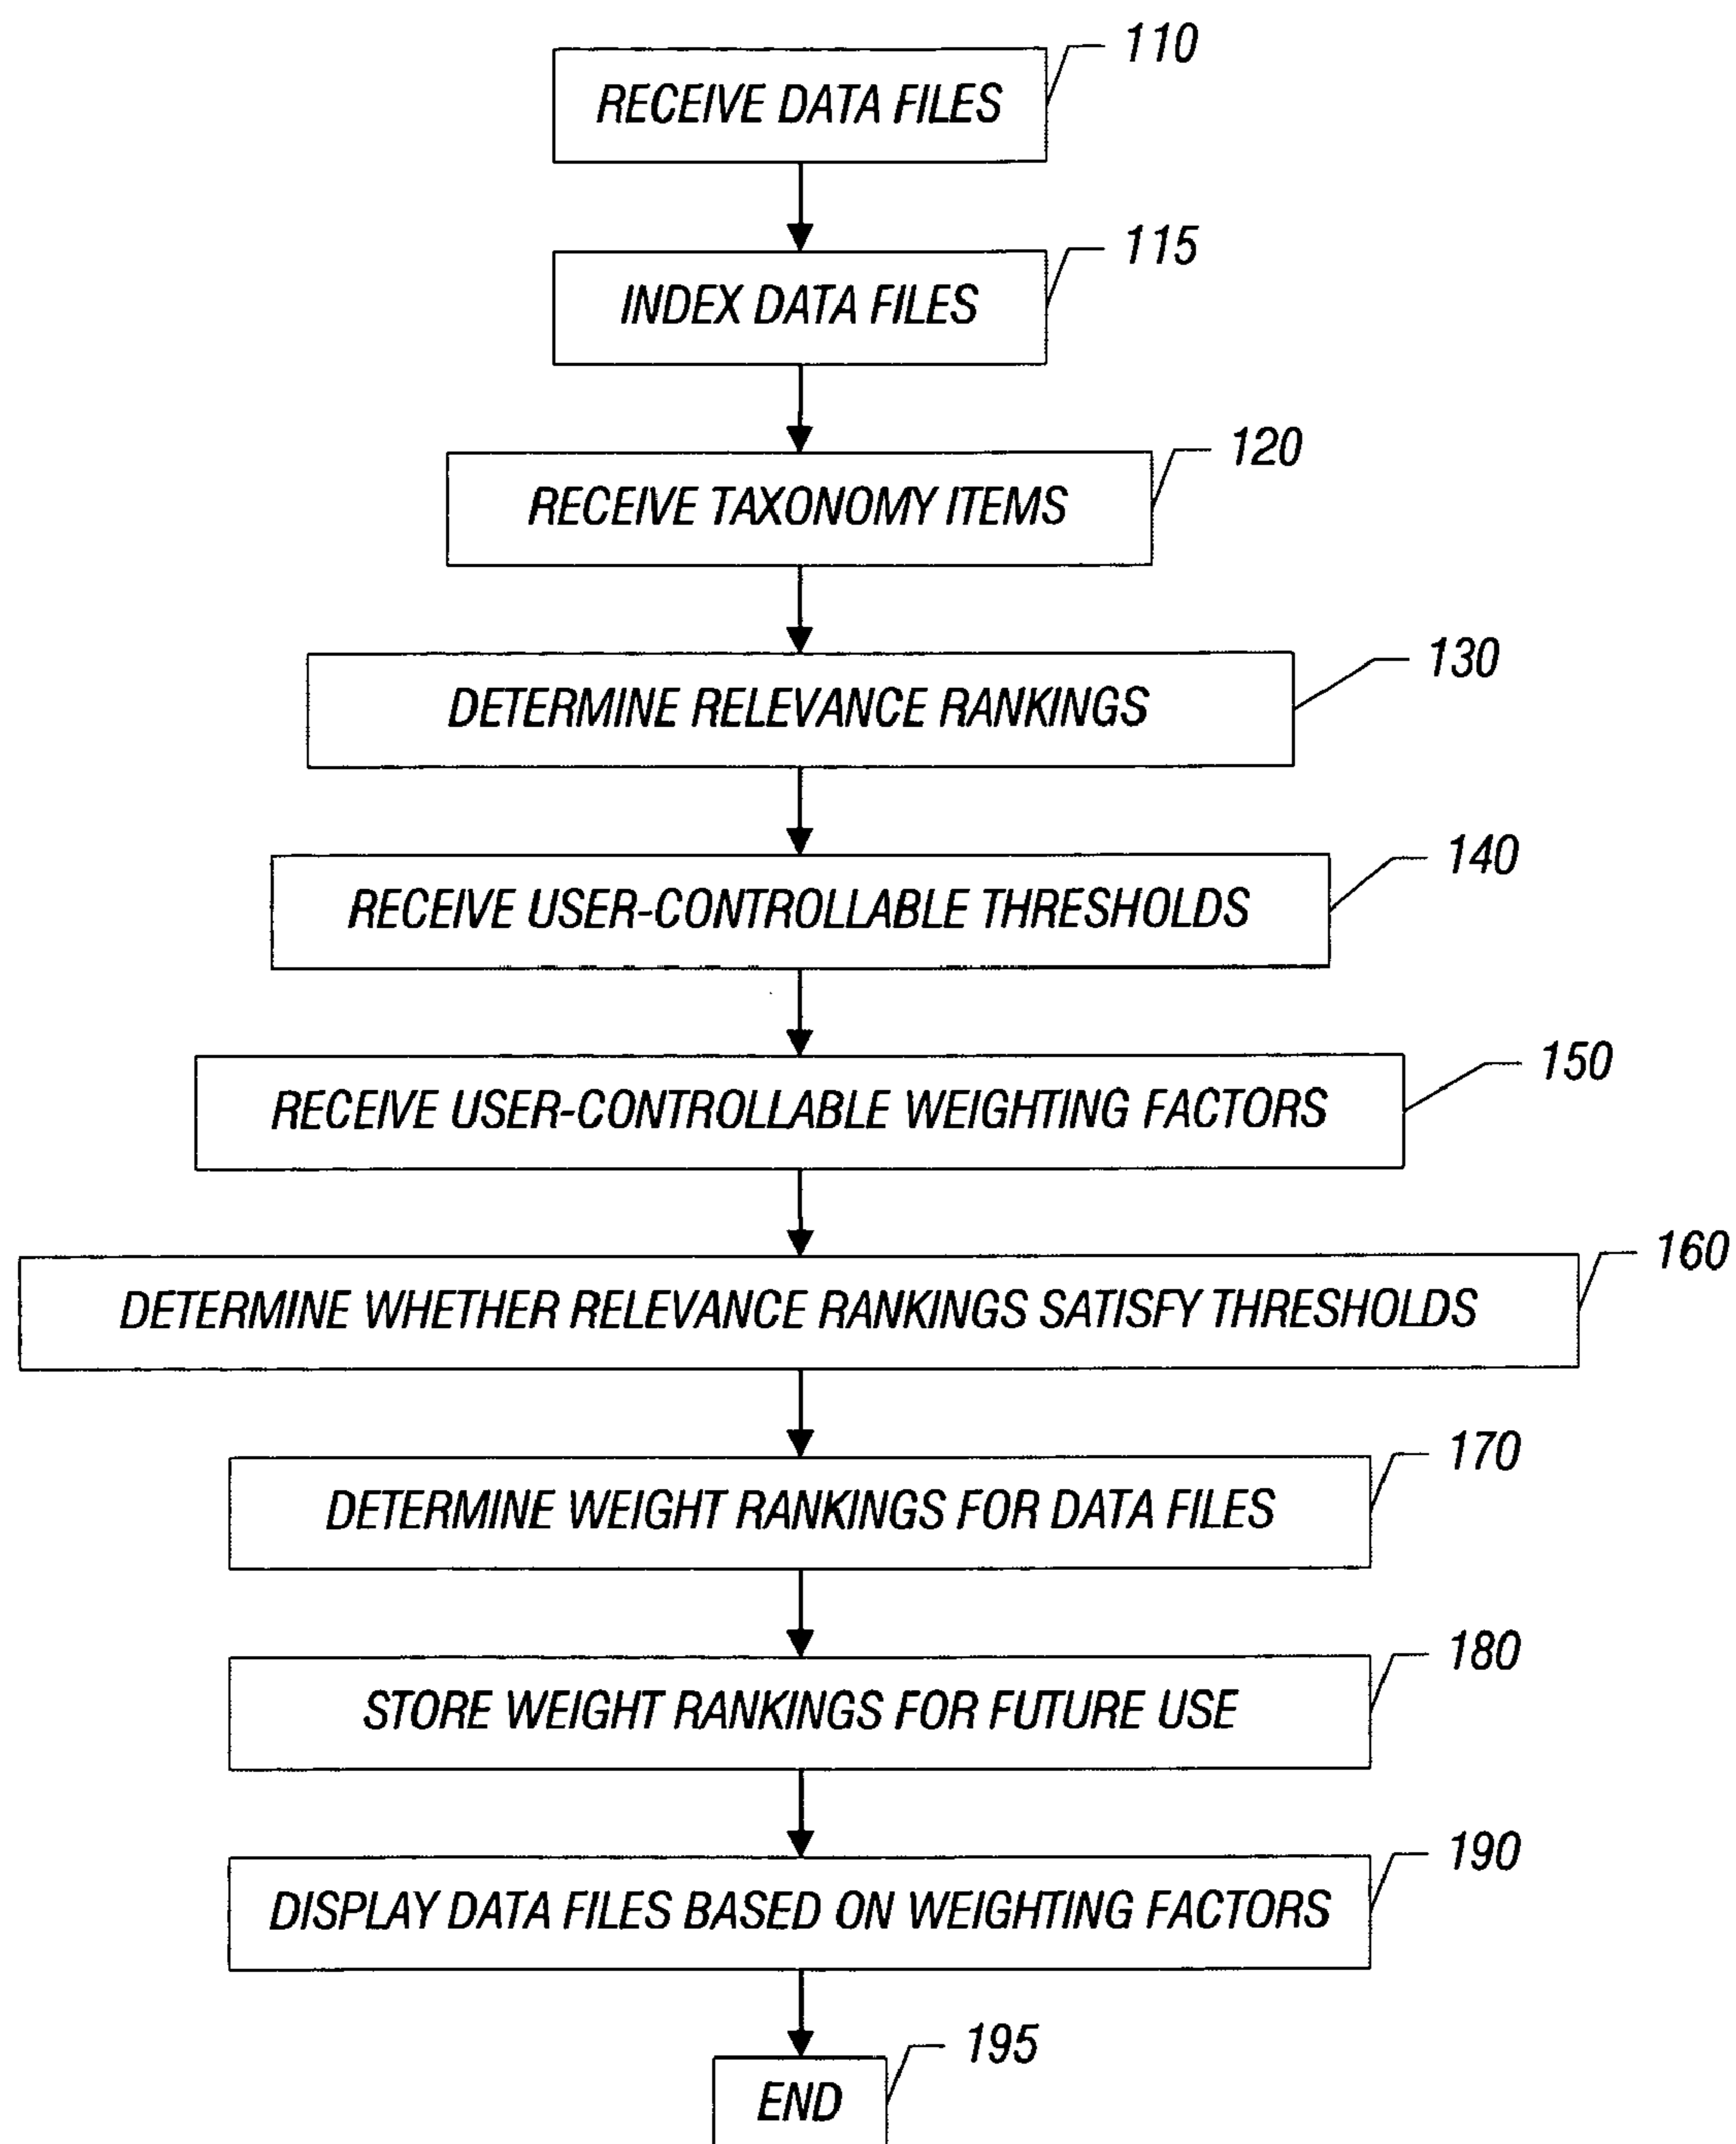 110
RECEIVE DATA FILES
115
INDEX DATA FILES
120
RECEIVE TAXONOMY ITEMS
130
DETERMINE RELEVANCE RANKINGS
140
RECEIVE USER-CONTROLLABLE THRESHOLDS
150
RECEIVE USER-CONTROLLABLE WEIGHTING FACTORS
160
DETERMINE WHETHER RELEVANCE RANKINGS SATISFY THRESHOLDS
170
DETERMINE WEIGHT RANKINGS FOR DATA FILES
180
STORE WEIGHT RANKINGS FOR FUTURE USE
190
DISPLAY DATA FILES BASED ON WEIGHTING FACTORS
195
END